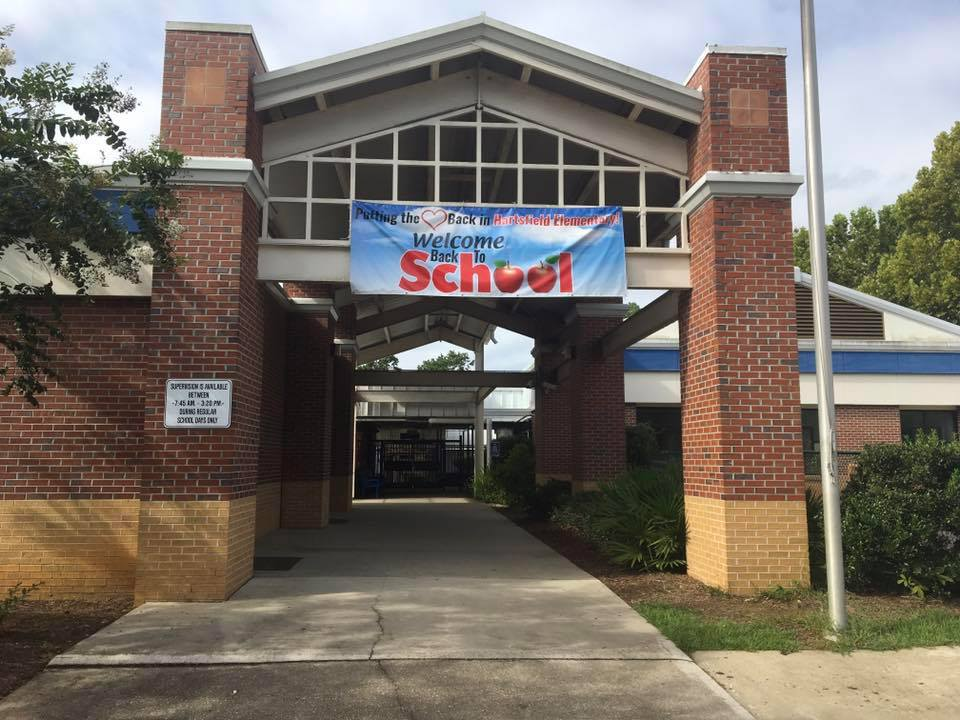 Putting the Back in Hartsfield Elementary!
Welcome
Back To
School
SUPERVISION IS AVAILABLE
BETWEEN
-7:45 AM. - 3:20 PM-
DURING REGULAR
SCHOOL DAYS ONLY